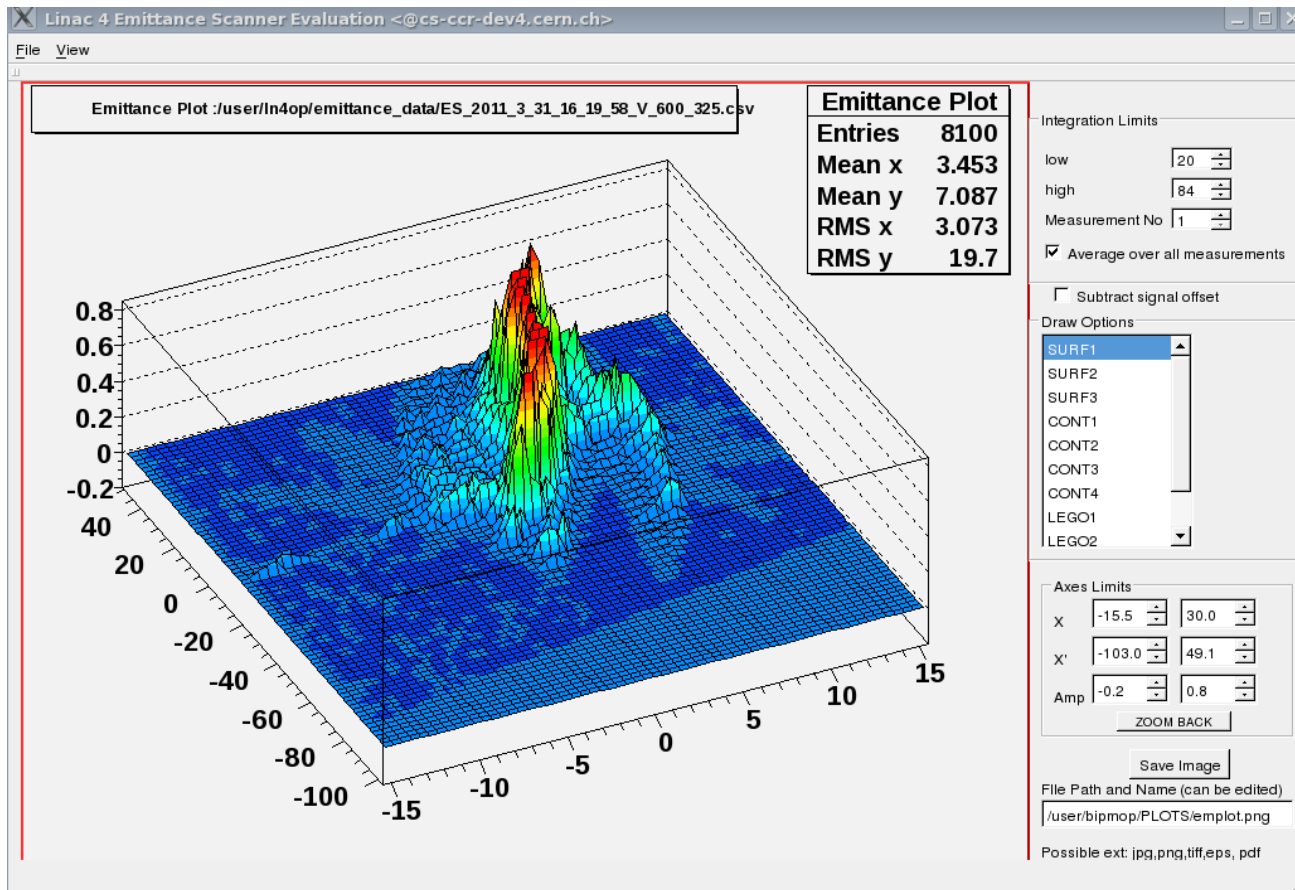 Linac 4 Emittance Scanner Evaluation <@cs-ccr-dev4.cern.ch>
File View
Emittance Plot :/user/ln4op/emittance_data/ES_2011_3_31_16_19_58_V_600_325.csv
Emittance Plot
Entries 8100
Mean x 3.453
Mean y 7.087
RMS x 3.073
RMS y 19.7
0.8
0.6
0.4
0.2
0
-0.2
40
20
0
-20
-40
-60
-80
-100
-15
-10
-5
0
5
10
15
Integration Limits
low 20
high 84
Measurement No 1
Average over all measurements
Subtract signal offset
Draw Options
SURF1
SURF2
SURF3
CONT1
CONT2
CONT3
CONT4
LEGO1
LEGO2
Axes Limits
X -15.5 30.0
X' -103.0 49.1
Amp -0.2 0.8
ZOOM BACK
Save Image
File Path and Name (can be edited)
/user/bipmop/PLOTS/emplot.png
Possible ext: jpg,png,tiff,eps, pdf